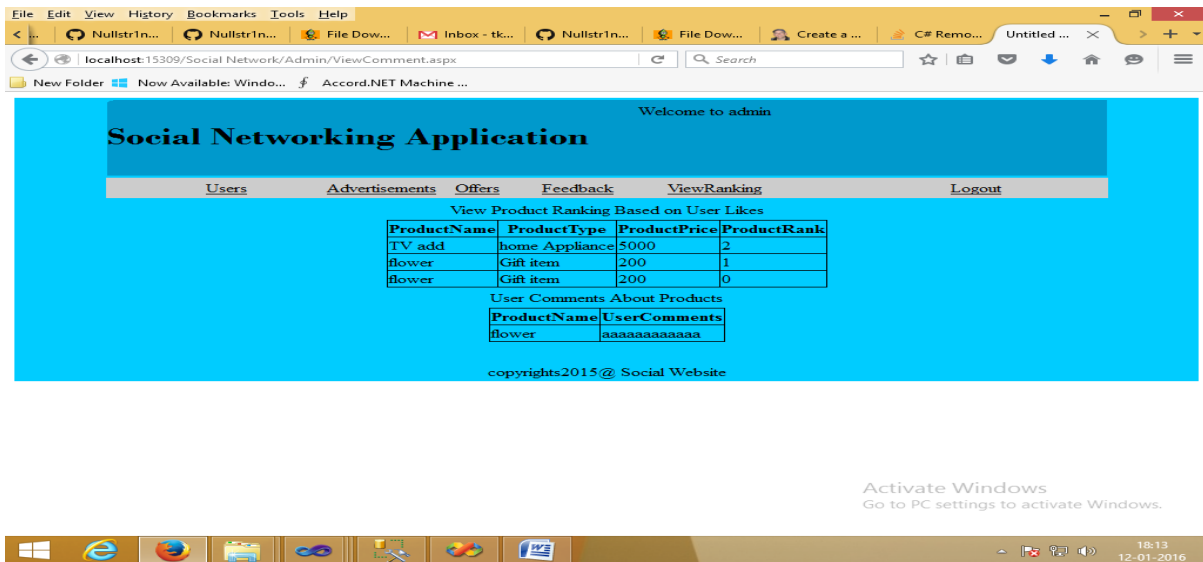 File Edit View History Bookmarks Tools Help
Nullstr1n... Nullstr1n... File Dow... Inbox - tk... Nullstr1n... File Dow... Create a ... C# Remo... Untitled ...
localhost:15309/Social Network/Admin/ViewComment.aspx Search
New Folder Now Available: Windo... Accord.NET Machine ...
Welcome to admin
Social Networking Application
Users Advertisements Offers Feedback ViewRanking Logout
View Product Ranking Based on User Likes
ProductName ProductType ProductPrice ProductRank
TV add home Appliance 5000 2
flower Gift item 200 1
flower Gift item 200 0
User Comments About Products
ProductName UserComments
flower aaaaaaaaaaaa
copyrights2015@ Social Website
Activate Windows
Go to PC settings to activate Windows.
18:13
12-01-2016